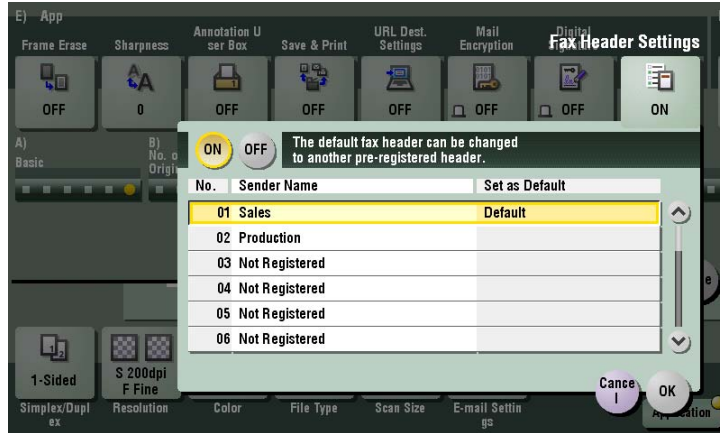 E) App
Frame Erase
Sharpness
Annotation U
ser Box
Save & Print
URL Dest.
Settings
Mail
Encryption
Digital
Fax Header Settings
OFF
0
OFF
OFF
OFF
OFF
OFF
ON
A)
Basic
B)
No. o
Origin
ON
OFF
The default fax header can be changed
to another pre-registered header.
No.
Sender Name
Set as Default
01 Sales
Default
02 Production
03 Not Registered
04 Not Registered
05 Not Registered
06 Not Registered
1-Sided
S 200dpi
F Fine
Cance
l
OK
Simplex/Dupl
ex
Resolution
Color
File Type
Scan Size
E-mail Settin
gs